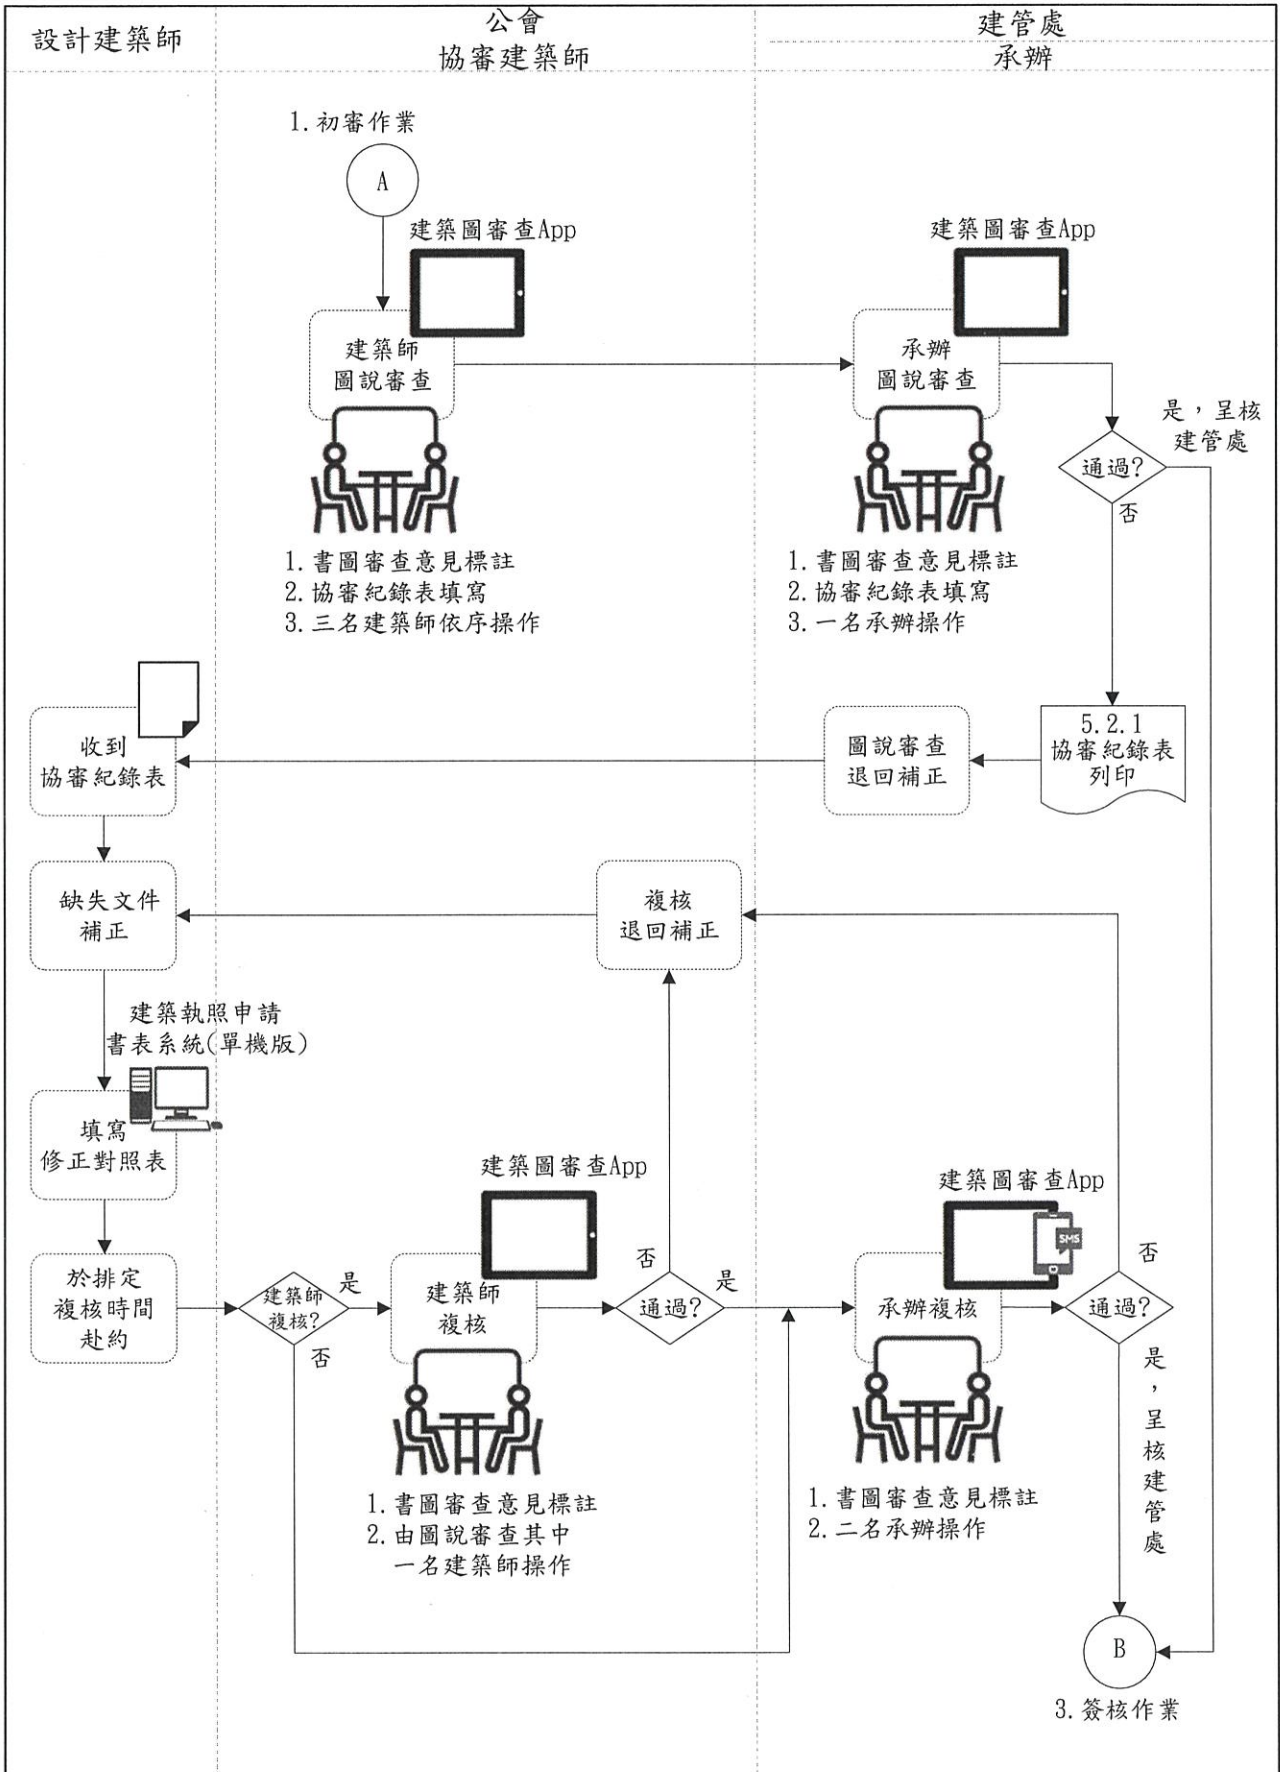 設計建築師
公會
協審建築師
建管處
承辦
1.初審作業
A
建築圖審查App
建築師
圖說審查
1.書圖審查意見標註
2.協審紀錄表填寫
3.三名建築師依序操作
建築圖審查App
承辦
圖說審查
1.書圖審查意見標註
2.協審紀錄表填寫
3.一名承辦操作
通過?
是，呈核
建管處
否
5.2.1
協審紀錄表
列印
圖說審查
退回補正
收到
協審紀錄表
缺失文件
補正
複核
退回補正
建築執照申請
書表系統(單機版)
填寫
修正對照表
於排定
複核時間
赴約
建築師
複核?
是
否
建築圖審查App
建築師
複核
1.書圖審查意見標註
2.由圖說審查其中
一名建築師操作
否
通過?
是
建築圖審查App
SMS
承辦複核
1.書圖審查意見標註
2.二名承辦操作
否
通過?
是，呈核建管處
B
3.簽核作業